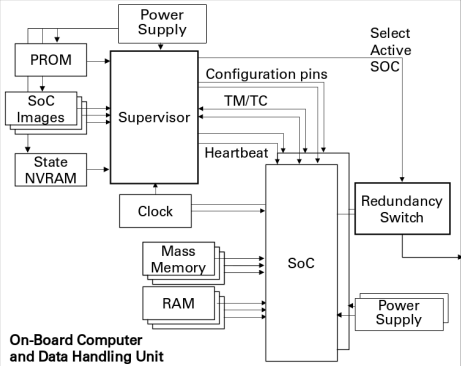 Power
Supply
Select
Active
SOC
PROM
Configuration pins
SoC
Images
Supervisor
TM/TC
State
NVRAM
Heartbeat
Clock
Redundancy
Switch
Mass
Memory
SoC
RAM
Power
Supply
On-Board Computer
and Data Handling Unit